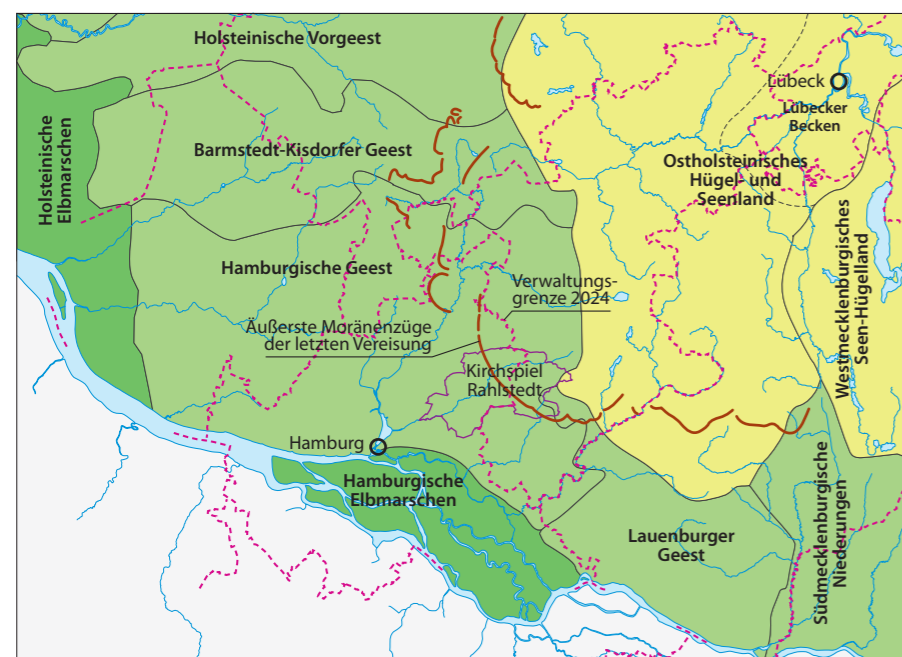 Holsteinische Vorgeest
Lübeck
Lübecker
Becken
Holsteinische
Elbmarschen
Barmstedt-Kisdorfer Geest
Ostholsteinisches
Hügel- und
Seenland
Hamburgische Geest
Verwaltungs-
grenze 2024
Westmecklenburgisches
Seen-Hügelland
Äußerste Moränenzüge
der letzten Vereisung
Kirchspiel
Rahlstedt
Hamburg
Hamburgische
Elbmarschen
Lauenburger
Geest
Südmecklenburgische
Niederungen